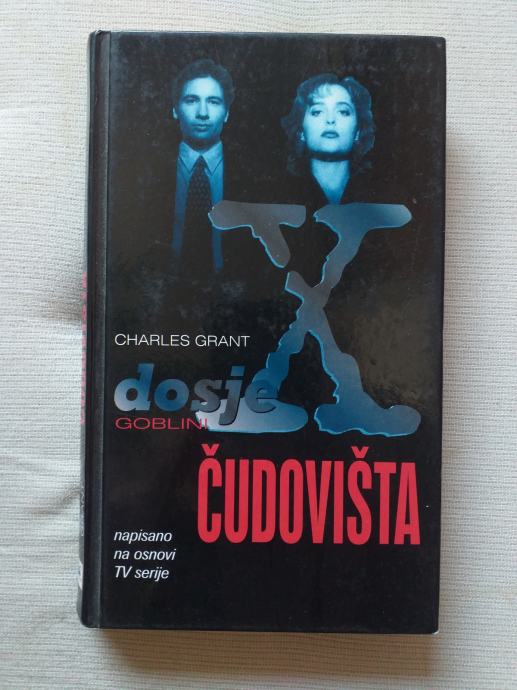 CHARLES GRANT
dosje X
GOBLINI
ČUDOVIŠTA
napisano
na osnovi
TV serije